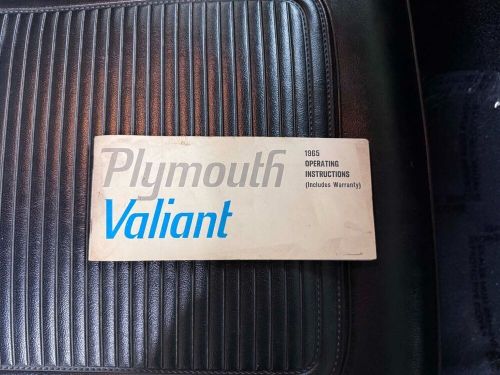 Plymouth
Valiant
1965
OPERATING
INSTRUCTIONS
(Includes Warranty)